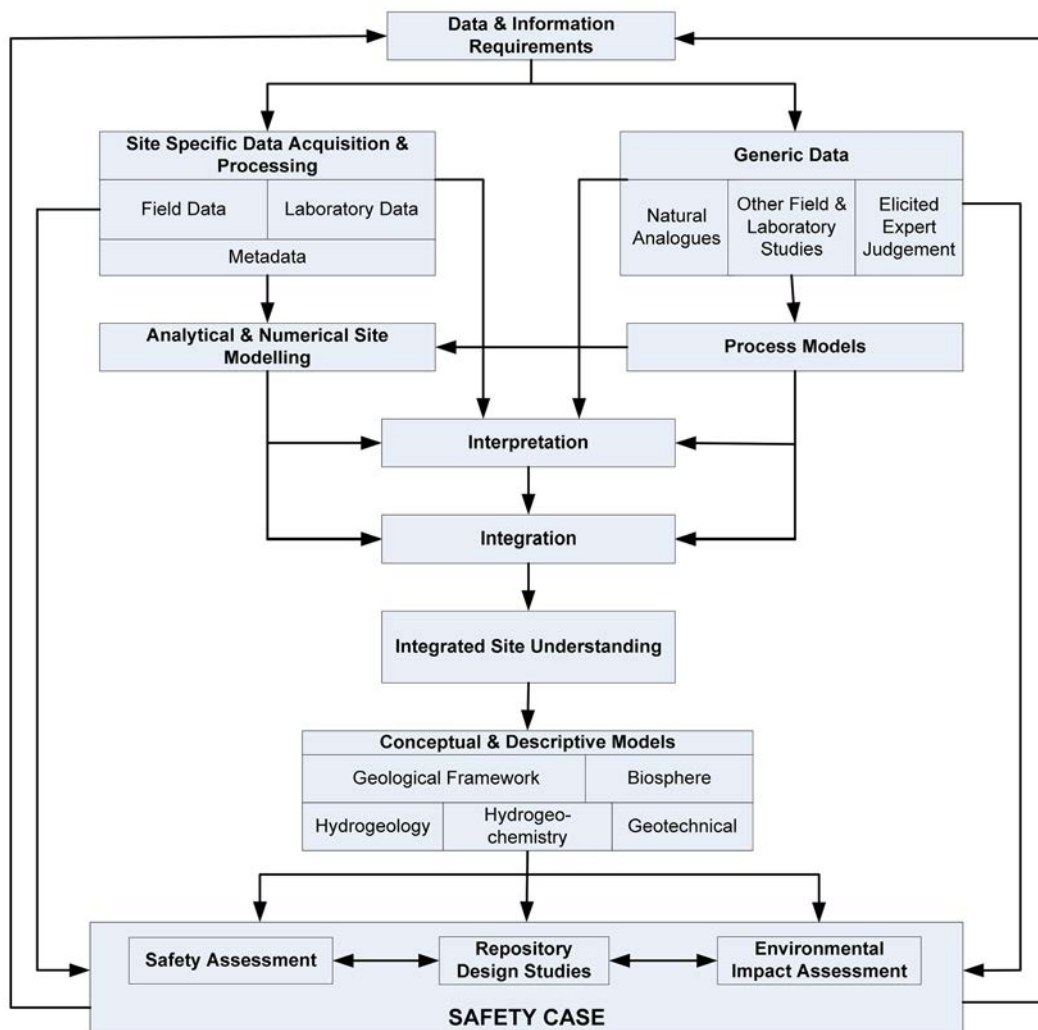 Data & Information
Requirements
Site Specific Data Acquisition &
Processing
Field Data
Laboratory Data
Metadata
Generic Data
Natural
Analogues
Other Field &
Laboratory
Studies
Elicited
Expert
Judgement
Analytical & Numerical Site
Modelling
Process Models
Interpretation
Integration
Integrated Site Understanding
Conceptual & Descriptive Models
Geological Framework
Biosphere
Hydrogeology
Hydrogeo-
chemistry
Geotechnical
Safety Assessment
Repository
Design Studies
Environmental
Impact Assessment
SAFETY CASE